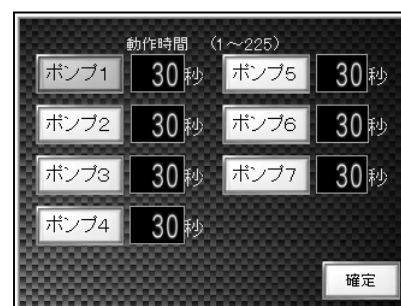 動作時間 (1～225)
ポンプ1 30秒 ポンプ5 30秒
ポンプ2 30秒 ポンプ6 30秒
ポンプ3 30秒 ポンプ7 30秒
ポンプ4 30秒
確定